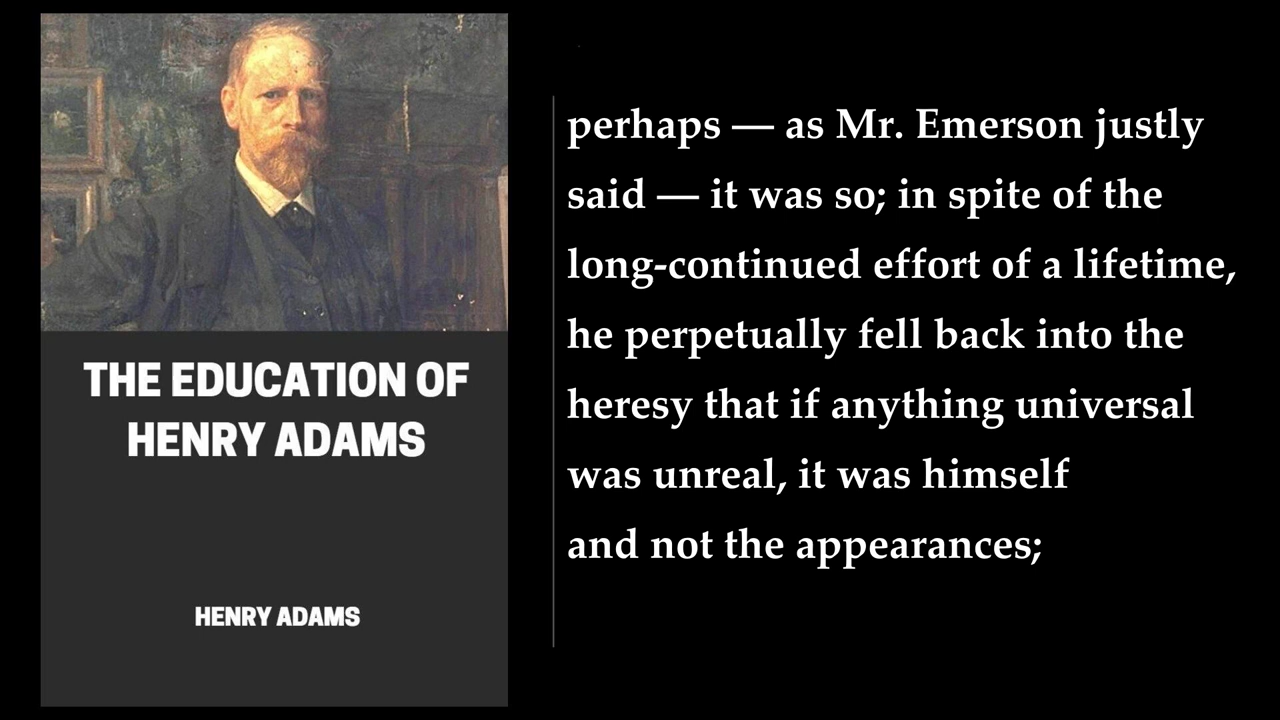 THE EDUCATION OF
HENRY ADAMS
HENRY ADAMS
perhaps — as Mr. Emerson justly
said — it was so; in spite of the
long-continued effort of a lifetime,
he perpetually fell back into the
heresy that if anything universal
was unreal, it was himself
and not the appearances;